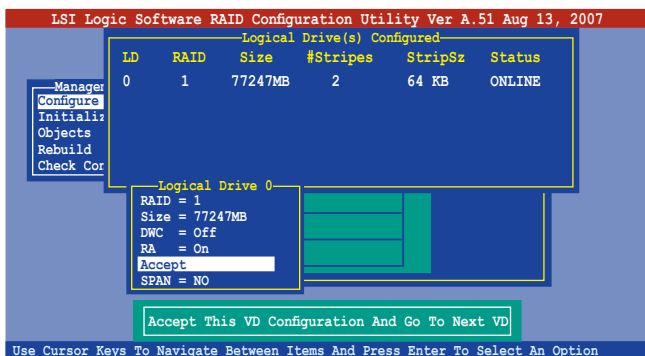 LSI Logic Software RAID Configuration Utility Ver A.51 Aug 13, 2007
Logical Drive(s) Configured
LD RAID Size #Stripes StripSz Status
0 1 77247MB 2 64 KB ONLINE
Managem
Configure
Initializ
Objects
Rebuild
Check Con
Logical Drive 0
RAID = 1
Size = 77247MB
DWC = Off
RA = On
Accept
SPAN = NO
Accept This VD Configuration And Go To Next VD
Use Cursor Keys To Navigate Between Items And Press Enter To Select An Option